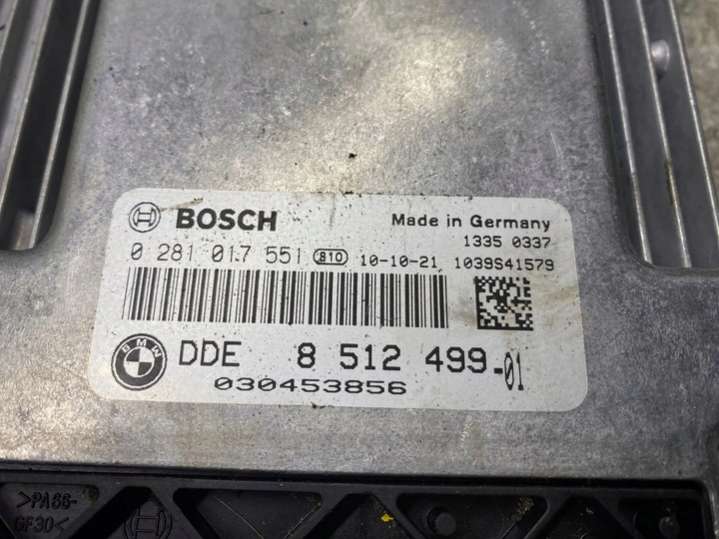 BOSCH Made in Germany
1335 0337
0 281 017 551 810 10-10-21 1039S41579
BMW DDE 8 512 499-01
030453856
>PA66-
GF30<